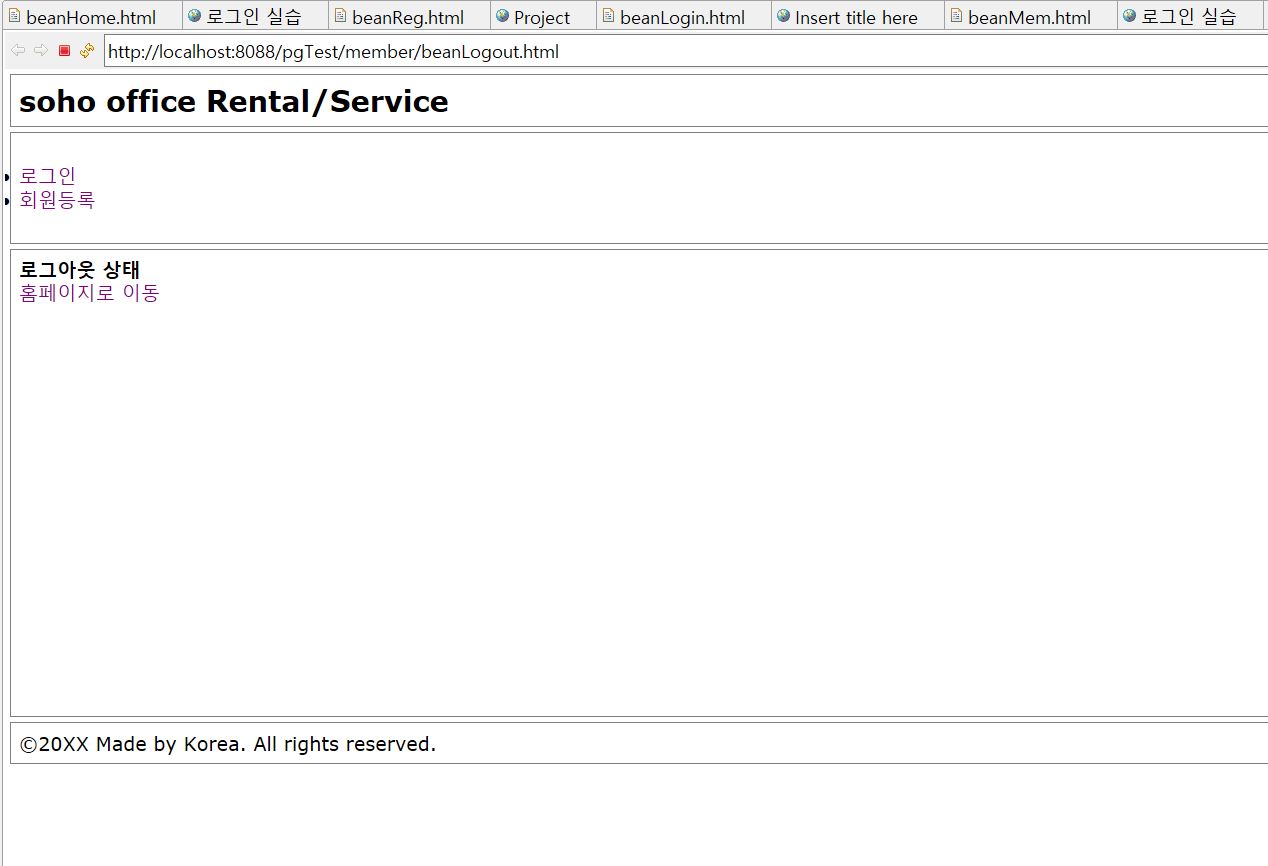 beanHome.html 로그인 실습 beanReg.html Project beanLogin.html Insert title here beanMem.html 로그인 실습
http://localhost:8088/pgTest/member/beanLogout.html
soho office Rental/Service
로그인
회원등록
로그아웃 상태
홈페이지로 이동
©20XX Made by Korea. All rights reserved.